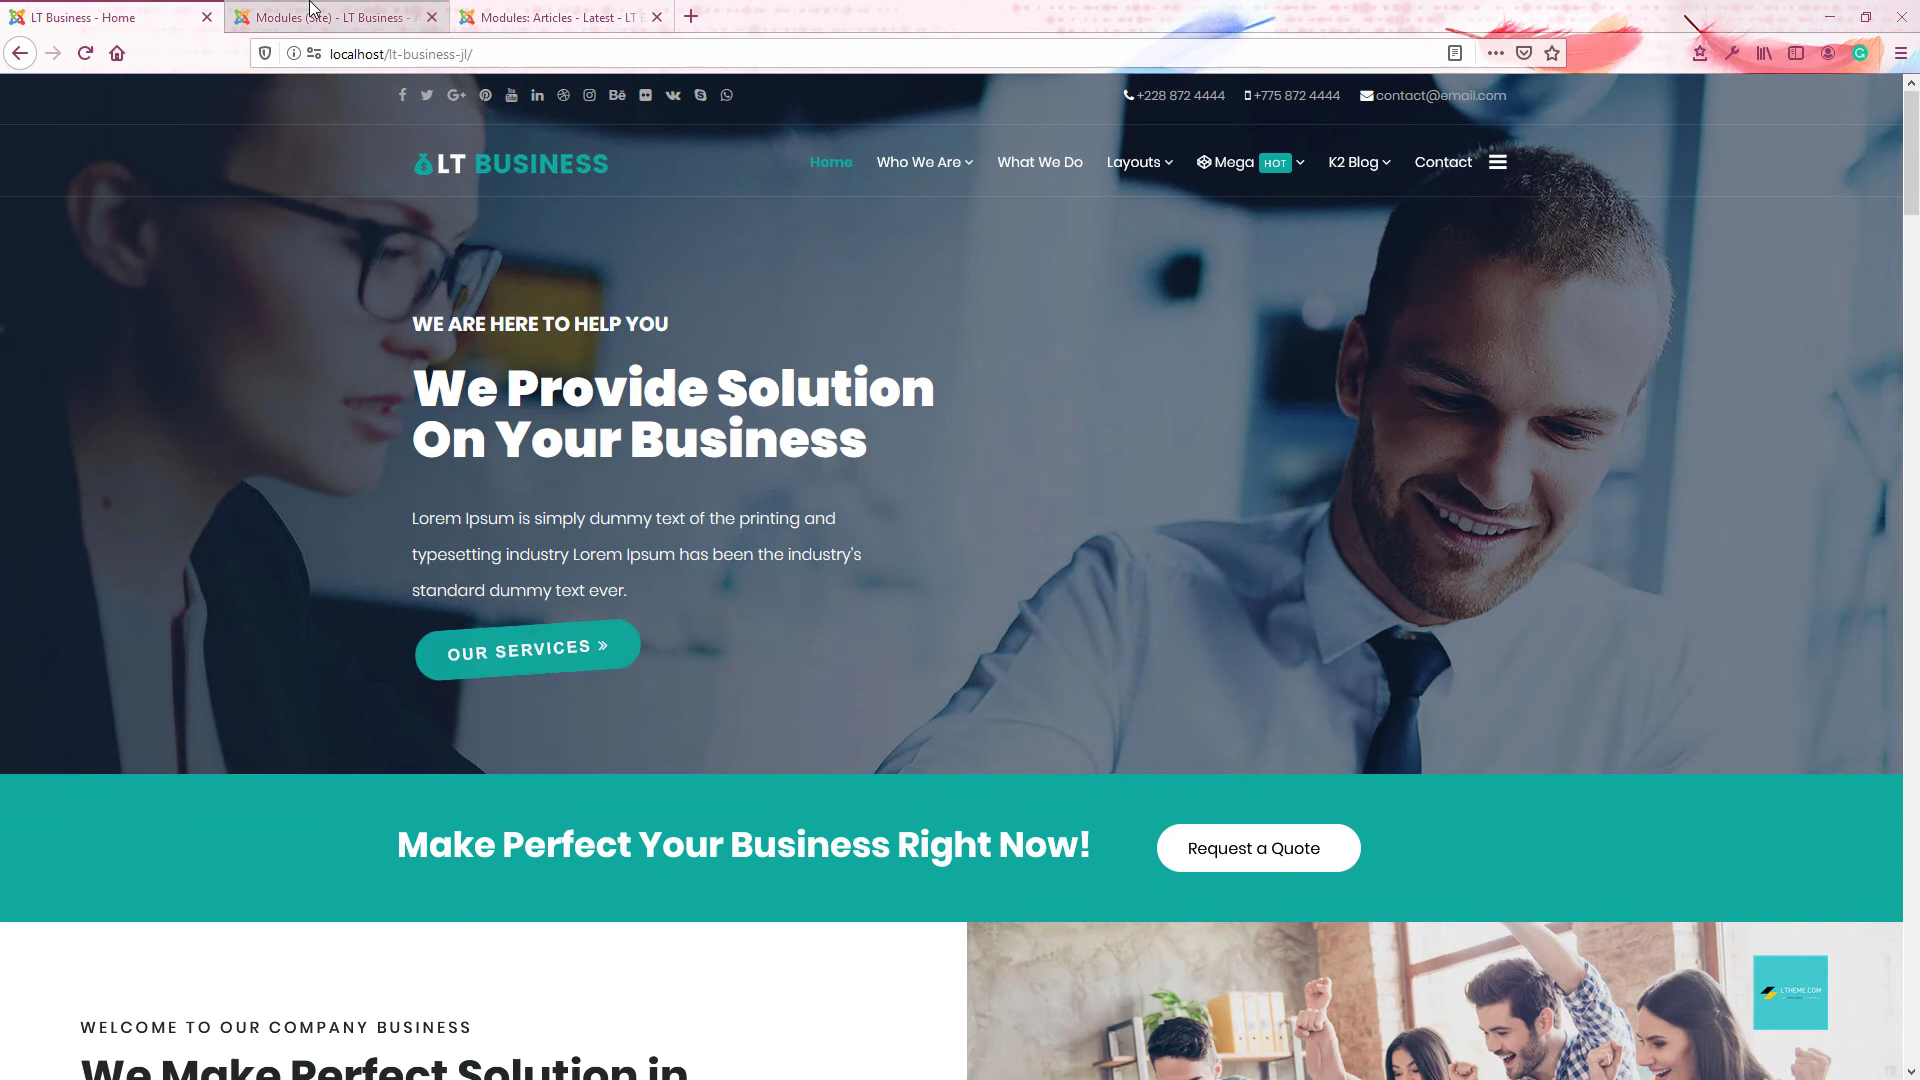 LT Business - Home
Modules (Site) - LT Business -
Modules: Articles - Latest - LT
localhost/lt-business-jl/
+228 872 4444
+775 872 4444
contact@email.com
LT BUSINESS
Home
Who We Are
What We Do
Layouts
Mega HOT
K2 Blog
Contact
WE ARE HERE TO HELP YOU
We Provide Solution
On Your Business
Lorem Ipsum is simply dummy text of the printing and
typesetting industry Lorem Ipsum has been the industry's
standard dummy text ever.
OUR SERVICES »
Make Perfect Your Business Right Now!
Request a Quote
LTHEME.COM
WELCOME TO OUR COMPANY BUSINESS
We Make Perfect Solution in